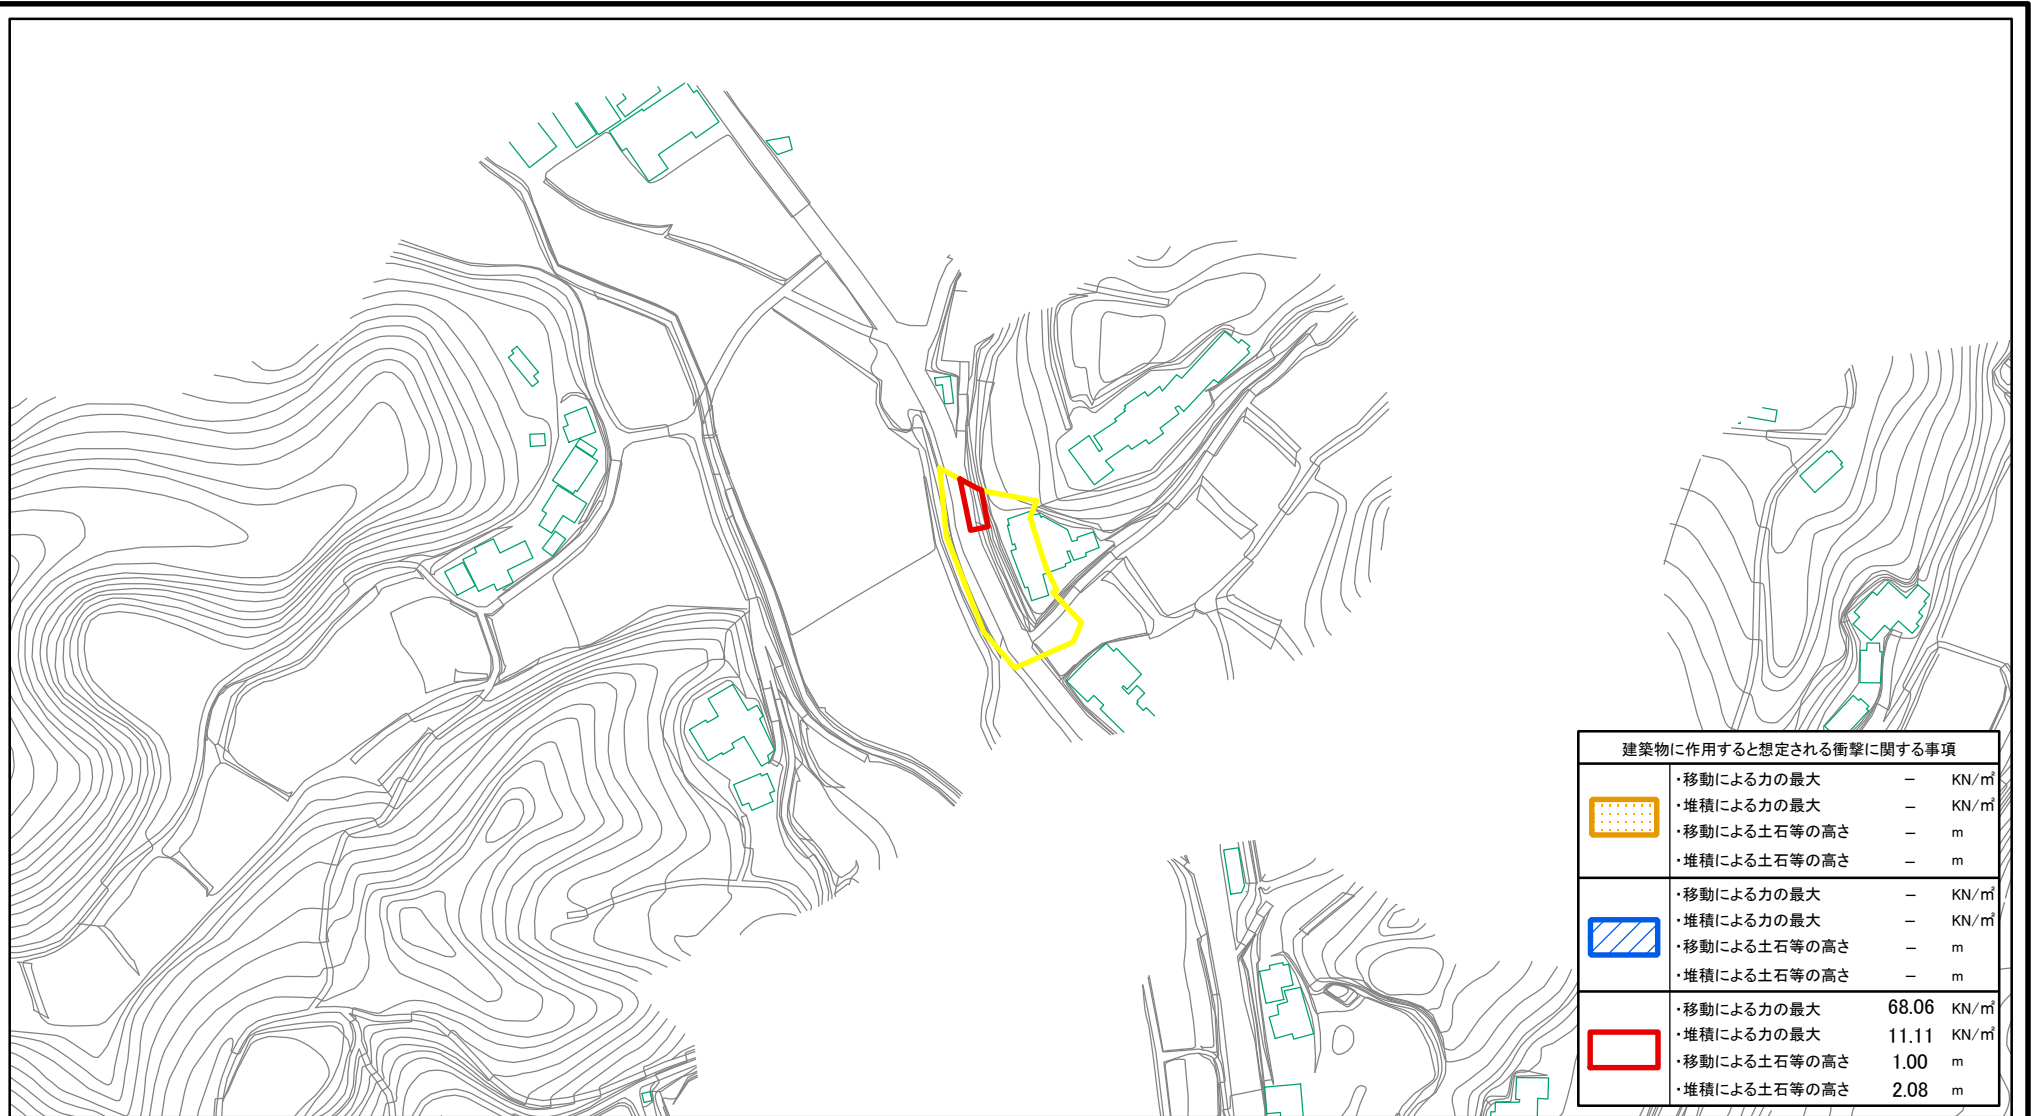 建築物に作用すると想定される衝撃に関する事項
・移動による力の最大 － KN/㎡
・堆積による力の最大 － KN/㎡
・移動による土石等の高さ － m
・堆積による土石等の高さ － m
・移動による力の最大 － KN/㎡
・堆積による力の最大 － KN/㎡
・移動による土石等の高さ － m
・堆積による土石等の高さ － m
・移動による力の最大 68.06 KN/㎡
・堆積による力の最大 11.11 KN/㎡
・移動による土石等の高さ 1.00 m
・堆積による土石等の高さ 2.08 m